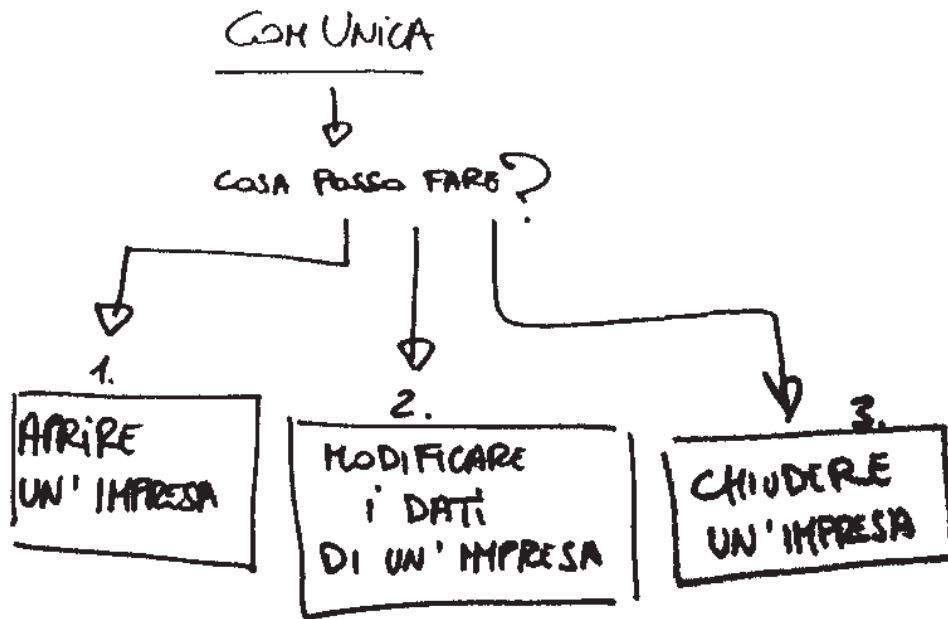 COM UNICA
COSA POSSO FARE?
1.
APRIRE
UN' IMPRESA
2.
MODIFICARE
i DATI
DI UN' IMPRESA
3.
CHIUDERE
UN' IMPRESA